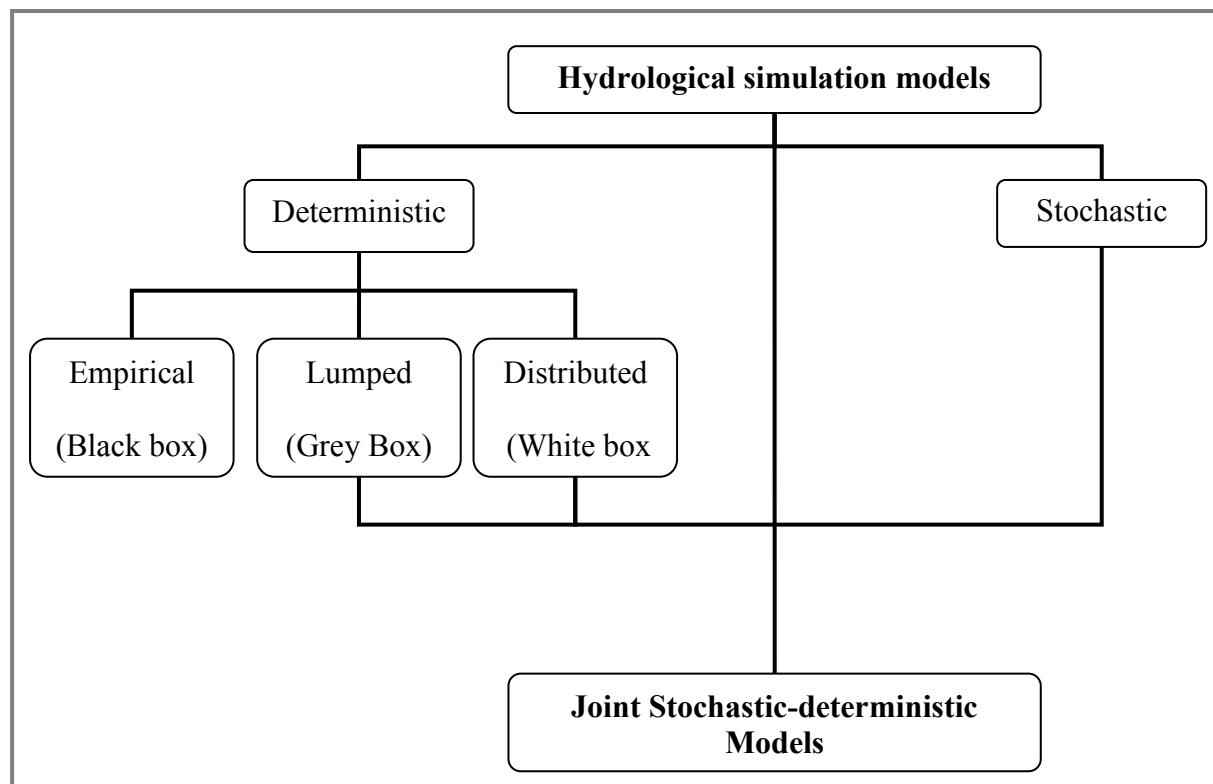 Hydrological simulation models
Deterministic
Stochastic
Empirical
(Black box)
Lumped
(Grey Box)
Distributed
(White box
Joint Stochastic-deterministic
Models